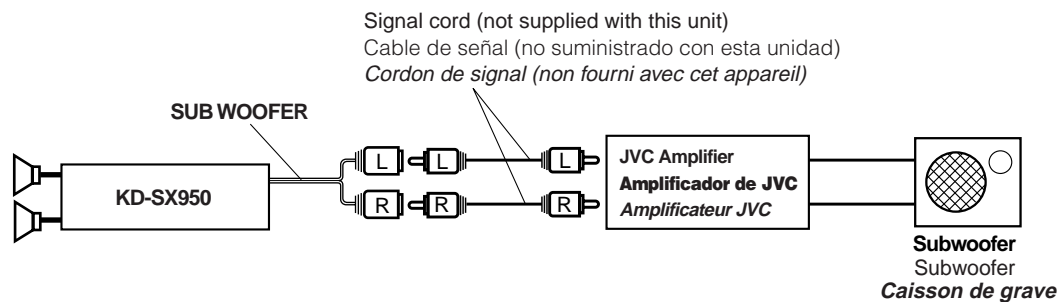 Signal cord (not supplied with this unit)
Cable de señal (no suministrado con esta unidad)
Cordon de signal (non fourni avec cet appareil)
SUB WOOFER
L L L
JVC Amplifier
KD-SX950
Amplificador de JVC
R R R
Amplificateur JVC
Subwoofer
Subwoofer
Caisson de grave